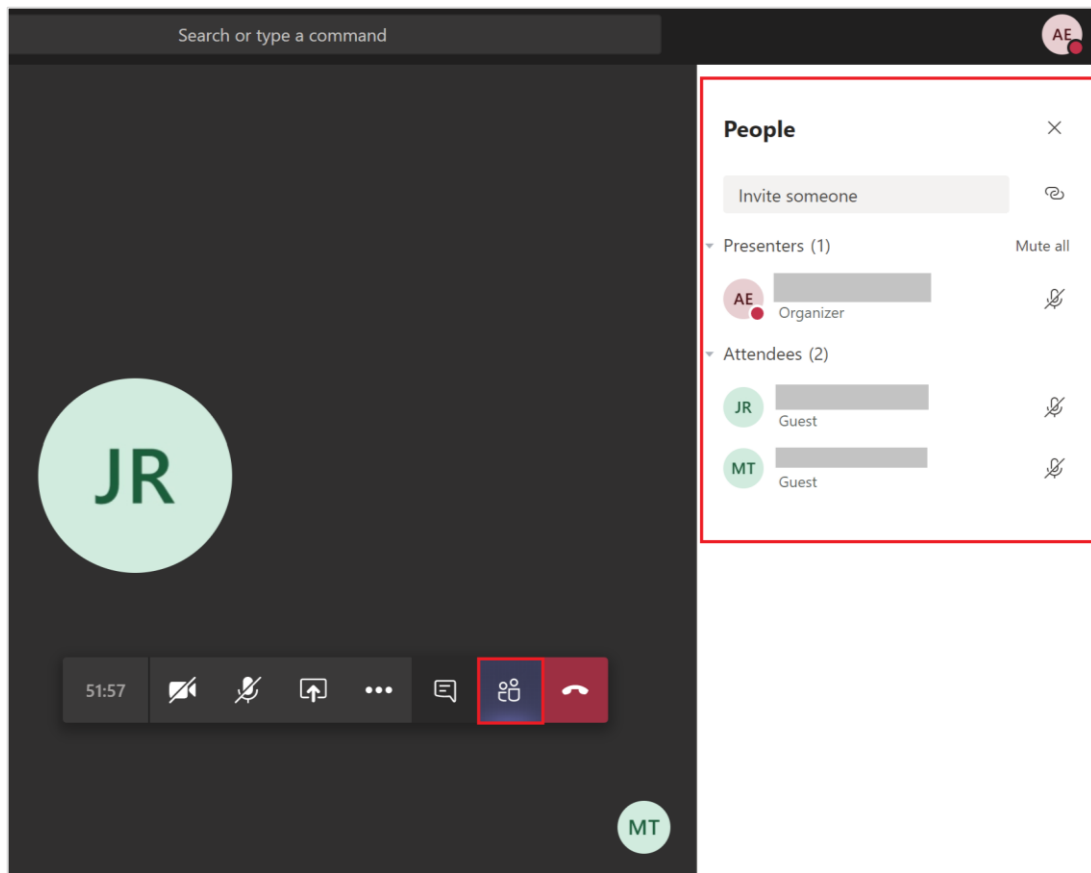 Search or type a command
AE
People
Invite someone
Presenters (1) Mute all
AE
Organizer
Attendees (2)
JR
Guest
MT
Guest
JR
51:57
MT